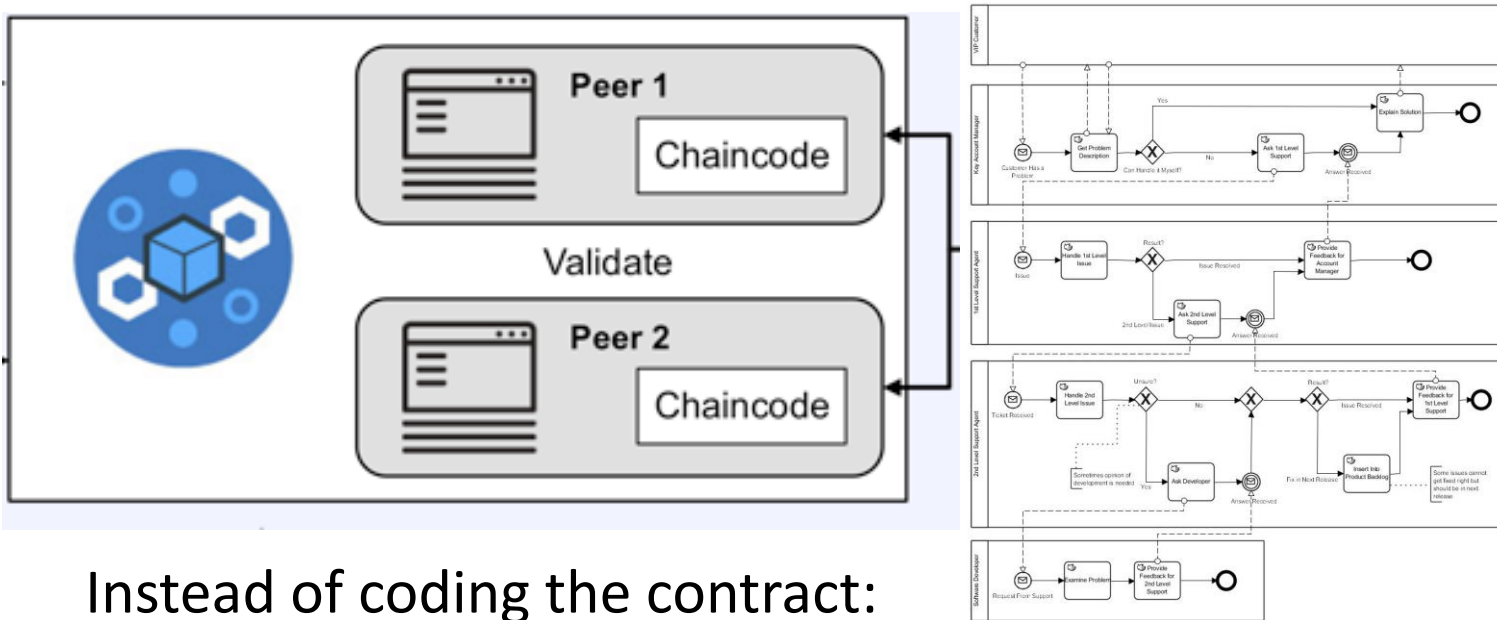 Peer 1
Chaincode
Validate
Peer 2
Chaincode
Instead of coding the contract:
VIP Customer
Key Account Manager
Customer Has a
Problem
Get Problem
Description
Yes
Can Handle it Myself?
No
Ask 1st Level
Support
Answer Received
Explain Solution
1st Level Support Agent
Issue
Handle 1st Level
Issue
Result?
Issue Resolved
2nd Level Issue
Ask 2nd Level
Support
Answer Received
Provide
Feedback for
Account
Manager
2nd Level Support Agent
Ticket Received
Handle 2nd
Level Issue
Unsure?
No
Sometimes opinion of
development is needed
Yes
Ask Developer
Answer Received
Result?
Issue Resolved
Fix in Next Release
Insert Into
Product Backlog
Provide
Feedback for
1st Level
Support
Some issues cannot
get fixed right but
should be in next
release
Software Developer
Request From Support
Examine Problem
Provide
Feedback for
2nd Level
Support